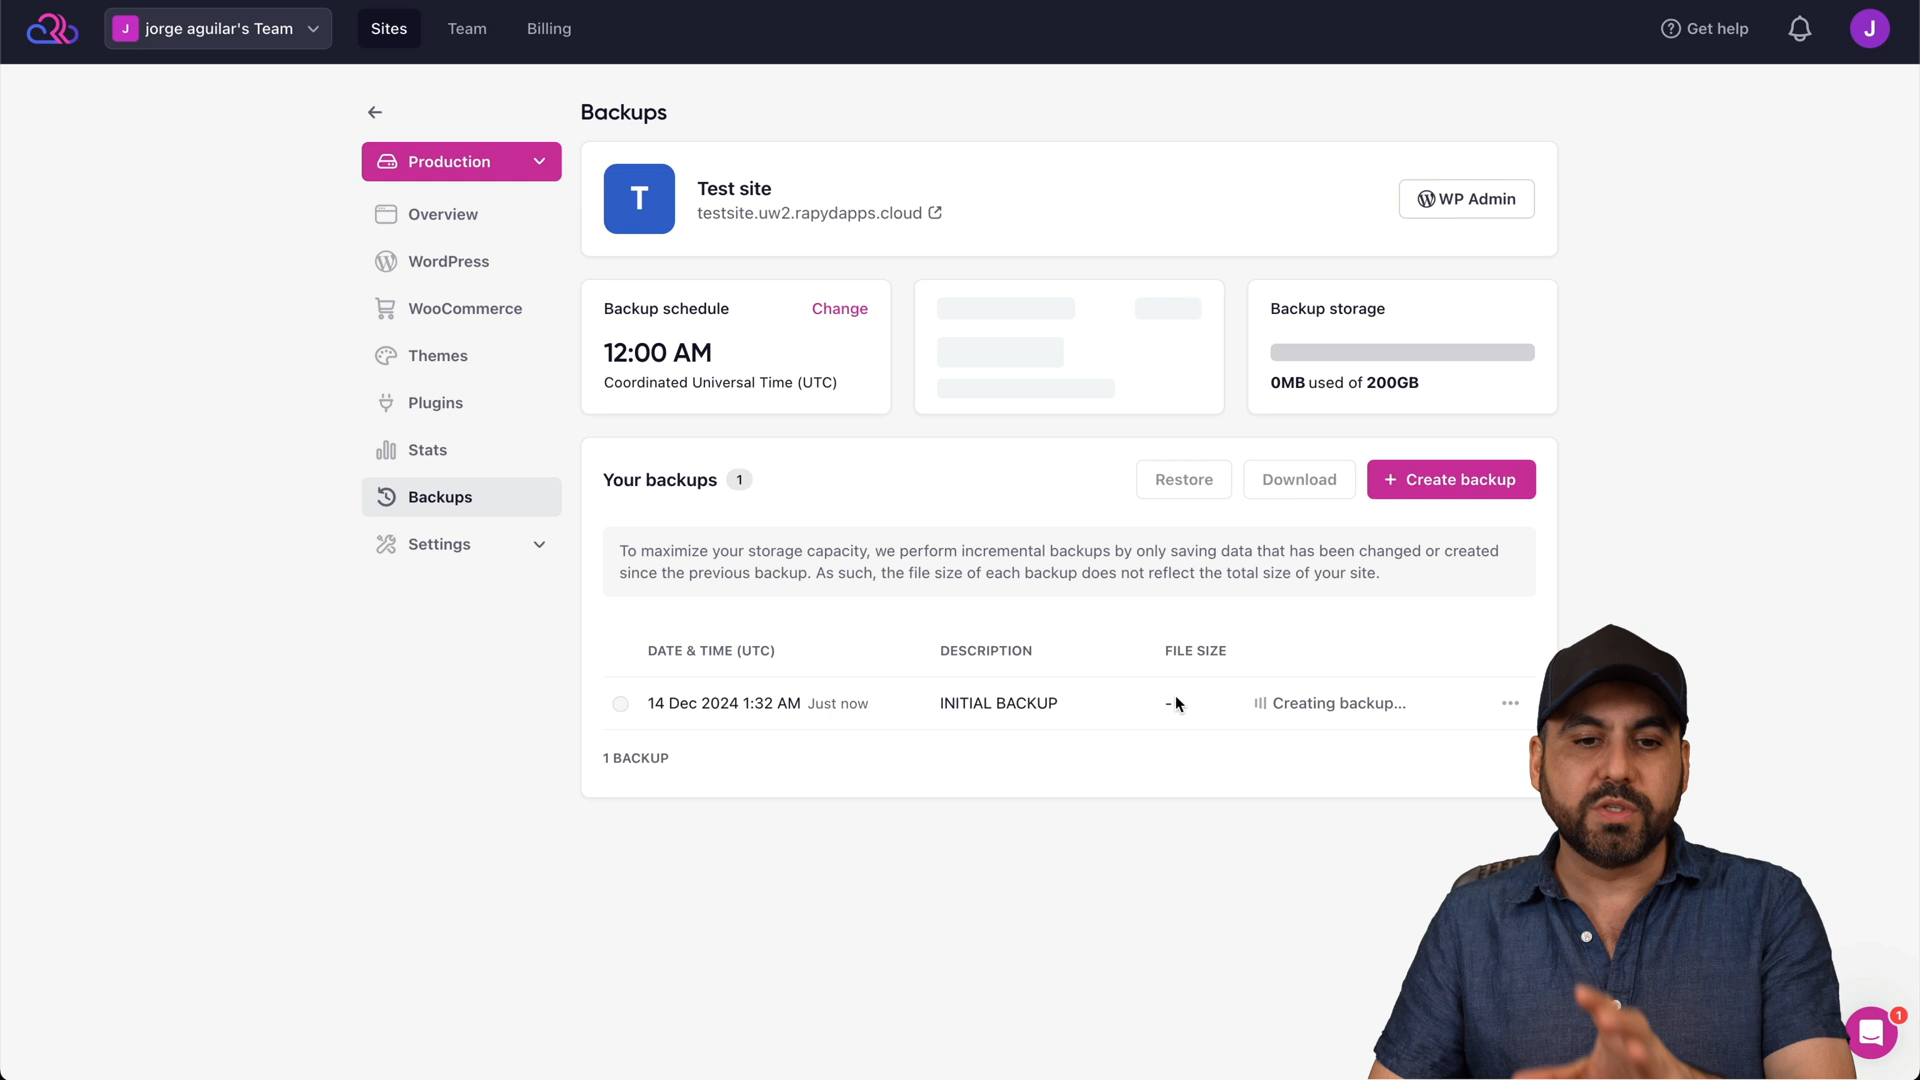 J jorge aguilar's Team
Sites
Team
Billing
Get help
J
Backups
Production
Overview
WordPress
WooCommerce
Themes
Plugins
Stats
Backups
Settings
T
Test site
testsite.uw2.rapydapps.cloud
WP Admin
Backup schedule
Change
12:00 AM
Coordinated Universal Time (UTC)
Backup storage
0MB used of 200GB
Your backups 1
Restore
Download
+ Create backup
To maximize your storage capacity, we perform incremental backups by only saving data that has been changed or created
since the previous backup. As such, the file size of each backup does not reflect the total size of your site.
DATE & TIME (UTC) DESCRIPTION FILE SIZE
14 Dec 2024 1:32 AM Just now INITIAL BACKUP - Creating backup... ...
1 BACKUP
1